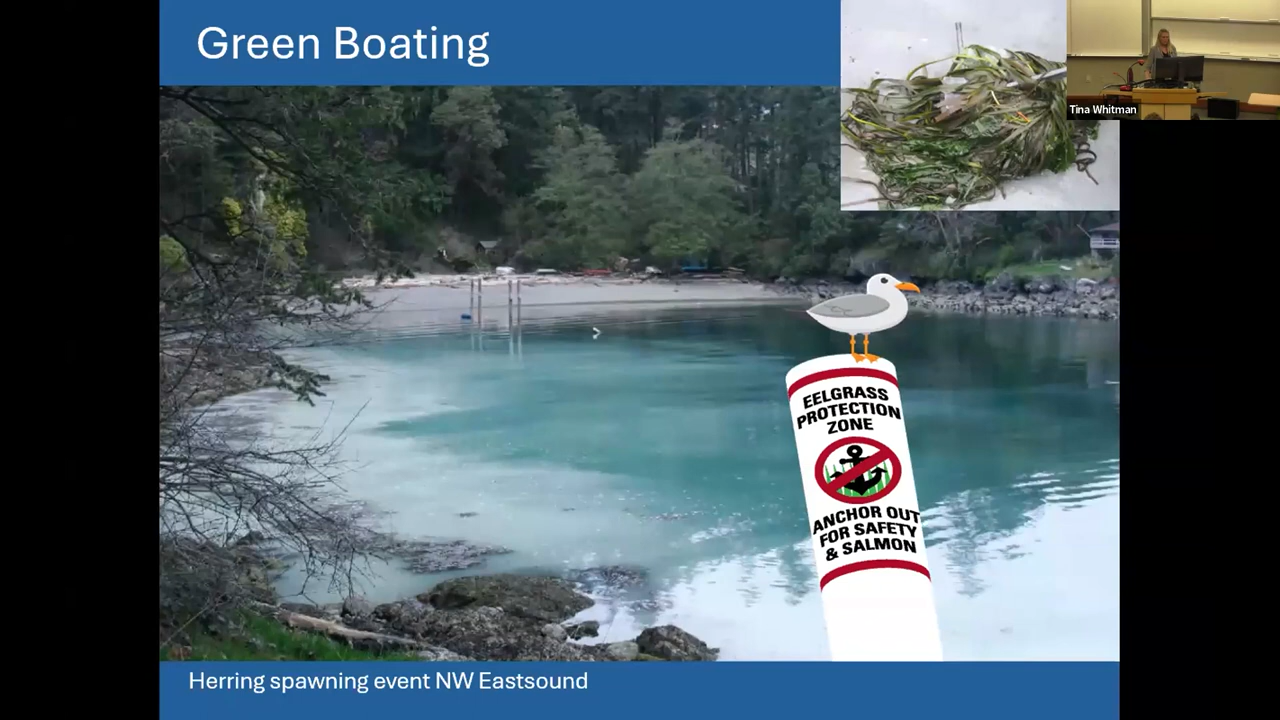 Green Boating
Tina Whitman
EELGRASS
PROTECTION
ZONE
ANCHOR OUT
FOR SAFETY
& SALMON
Herring spawning event NW Eastsound